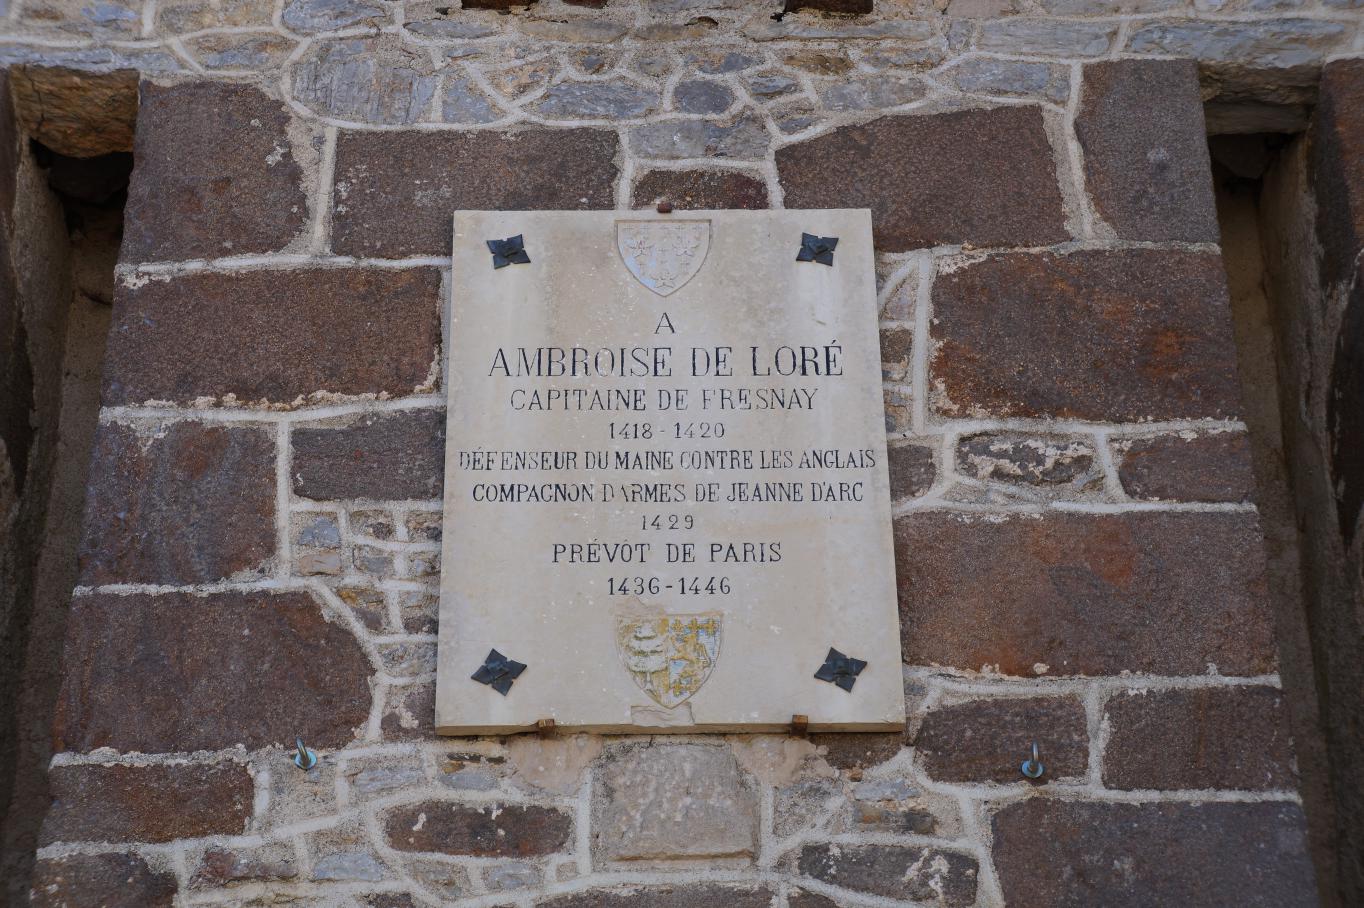 A
AMBROISE DE LORÉ
CAPITAINE DE FRESNAY
1418 - 1420
DÉFENSEUR DU MAINE CONTRE LES ANGLAIS
COMPAGNON D'ARMES DE JEANNE D'ARC
1429
PRÉVÔT DE PARIS
1436 - 1446